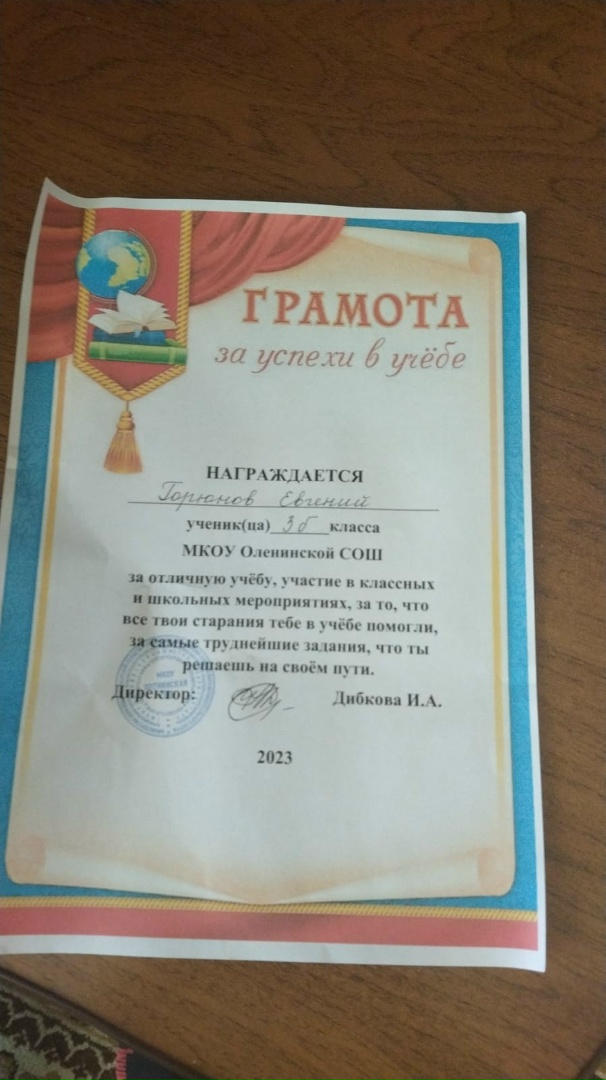 ГРАМОТА
за успехи в учёбе
НАГРАЖДАЕТСЯ
Горюнов Евгений
ученик(ца) 3б класса
МКОУ Оленинской СОШ
за отличную учёбу, участие в классных
и школьных мероприятиях, за то, что
все твои старания тебе в учёбе помогли,
за самые труднейшие задания, что ты
решаешь на своём пути.
МКОУ
Директор: Дибкова И.А.
2023